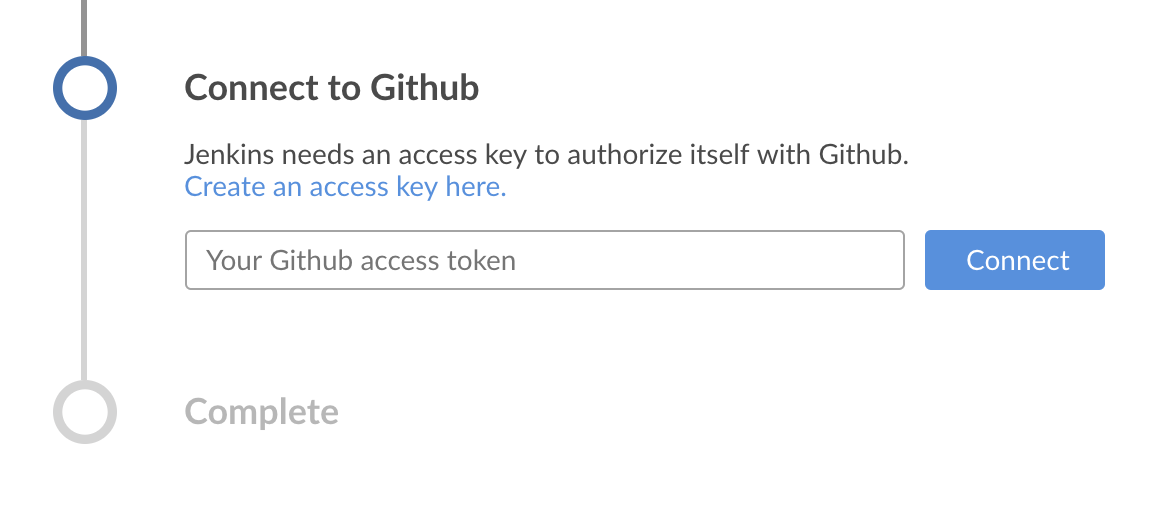 Connect to Github
Jenkins needs an access key to authorize itself with Github.
Create an access key here.
Your Github access token
Connect
Complete